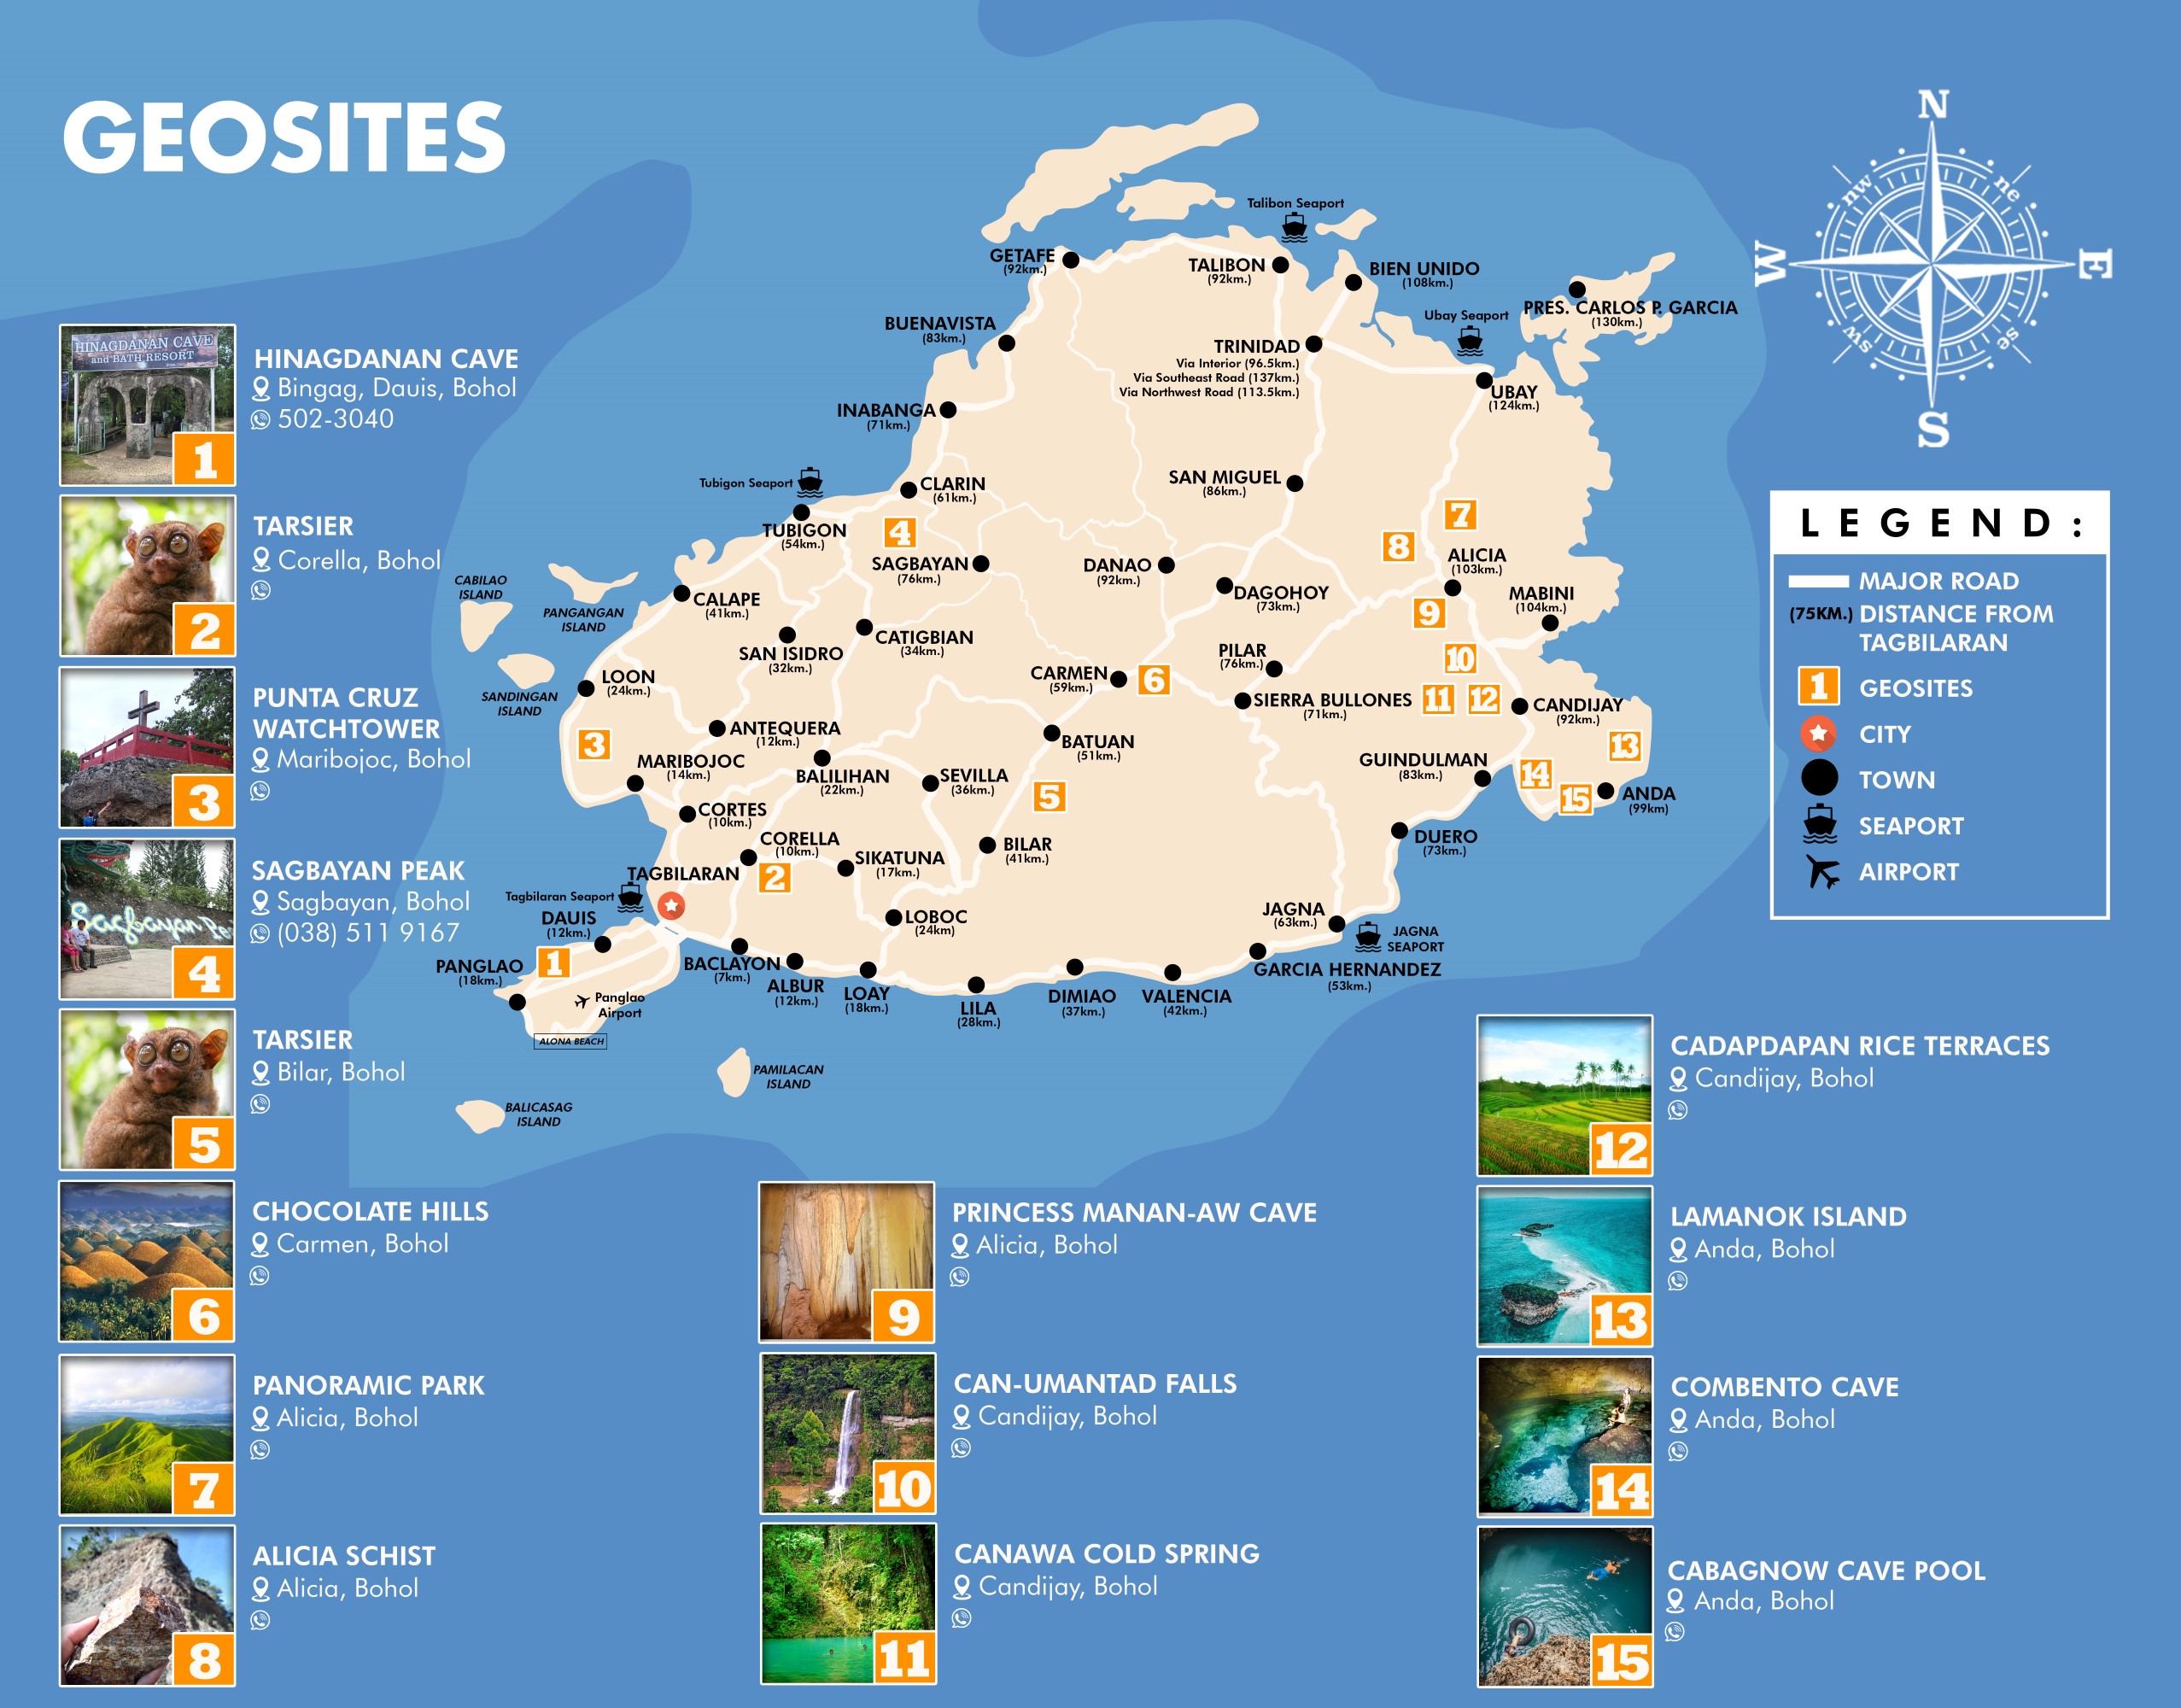 GEOSITES
N
nw
ne
W
E
sw
se
S
Talibon Seaport
GETAFE
(92km.)
TALIBON
(92km.)
BIEN UNIDO
(108km.)
PRES. CARLOS P. GARCIA
(130km.)
BUENAVISTA
(83km.)
Ubay Seaport
TRINIDAD
Via Interior (96.5km.)
Via Southeast Road (137km.)
Via Northwest Road (113.5km.)
UBAY
(124km.)
INABANGA
(71km.)
SAN MIGUEL
(86km.)
Tubigon Seaport
CLARIN
(61km.)
TUBIGON
(54km.)
4
7
8
SAGBAYAN
(76km.)
DANAO
(92km.)
ALICIA
(103km.)
CABILAO
ISLAND
PANGANGAN
ISLAND
CALAPE
(41km.)
DAGOHOY
(73km.)
MABINI
(104km.)
9
SAN ISIDRO
(32km.)
CATIGBIAN
(34km.)
PILAR
(76km.)
10
LOON
(24km.)
SANDINGAN
ISLAND
CARMEN
(59km.)
6
SIERRA BULLONES
(71km.)
11
12
CANDIJAY
(92km.)
ANTEQUERA
(12km.)
3
BATUAN
(51km.)
13
MARIBOJOC
(14km.)
BALILIHAN
(22km.)
SEVILLA
(36km.)
GUINDULMAN
(83km.)
14
5
15
ANDA
(99km)
CORTES
(10km.)
CORELLA
(10km.)
BILAR
(41km.)
DUERO
(73km.)
SIKATUNA
(17km.)
TAGBILARAN
2
Tagbilaran Seaport
DAUIS
(12km.)
LOBOC
(24km)
JAGNA
(63km.)
JAGNA
SEAPORT
PANGLAO
(18km.)
1
BACLAYON
(7km.)
ALBUR
(12km.)
LOAY
(18km.)
LILA
(28km.)
DIMIAO
(37km.)
VALENCIA
(42km.)
GARCIA HERNANDEZ
(53km.)
Panglao
Airport
ALONA BEACH
PAMILACAN
ISLAND
BALICASAG
ISLAND
LEGEND:
MAJOR ROAD
(75KM.) DISTANCE FROM
TAGBILARAN
1 GEOSITES
CITY
TOWN
SEAPORT
AIRPORT
HINAGDANAN CAVE
and BATH RESORT
1
HINAGDANAN CAVE
Bingag, Dauis, Bohol
502-3040
2
TARSIER
Corella, Bohol
3
PUNTA CRUZ
WATCHTOWER
Maribojoc, Bohol
Sagbayan Pe
4
SAGBAYAN PEAK
Sagbayan, Bohol
(038) 511 9167
5
TARSIER
Bilar, Bohol
6
CHOCOLATE HILLS
Carmen, Bohol
7
PANORAMIC PARK
Alicia, Bohol
8
ALICIA SCHIST
Alicia, Bohol
9
PRINCESS MANAN-AW CAVE
Alicia, Bohol
10
CAN-UMANTAD FALLS
Candijay, Bohol
11
CANAWA COLD SPRING
Candijay, Bohol
12
CADAPDAPAN RICE TERRACES
Candijay, Bohol
13
LAMANOK ISLAND
Anda, Bohol
14
COMBENTO CAVE
Anda, Bohol
15
CABAGNOW CAVE POOL
Anda, Bohol